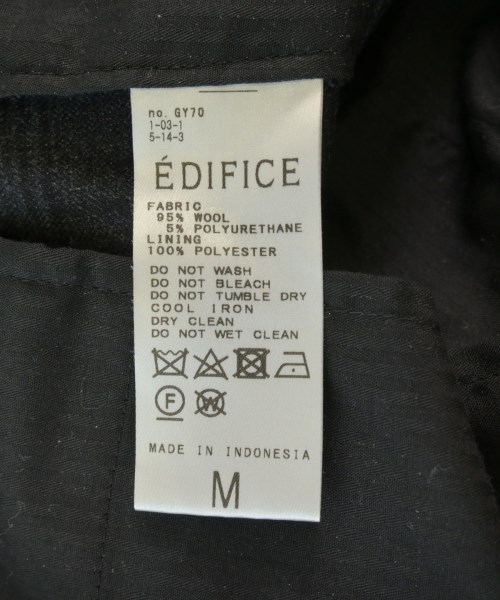 no. GY70
1-03-1
5-14-3
ÉDIFICE
FABRIC
95% WOOL
5% POLYURETHANE
LINING
100% POLYESTER
DO NOT WASH
DO NOT BLEACH
DO NOT TUMBLE DRY
COOL IRON
DRY CLEAN
DO NOT WET CLEAN
F W
MADE IN INDONESIA
M